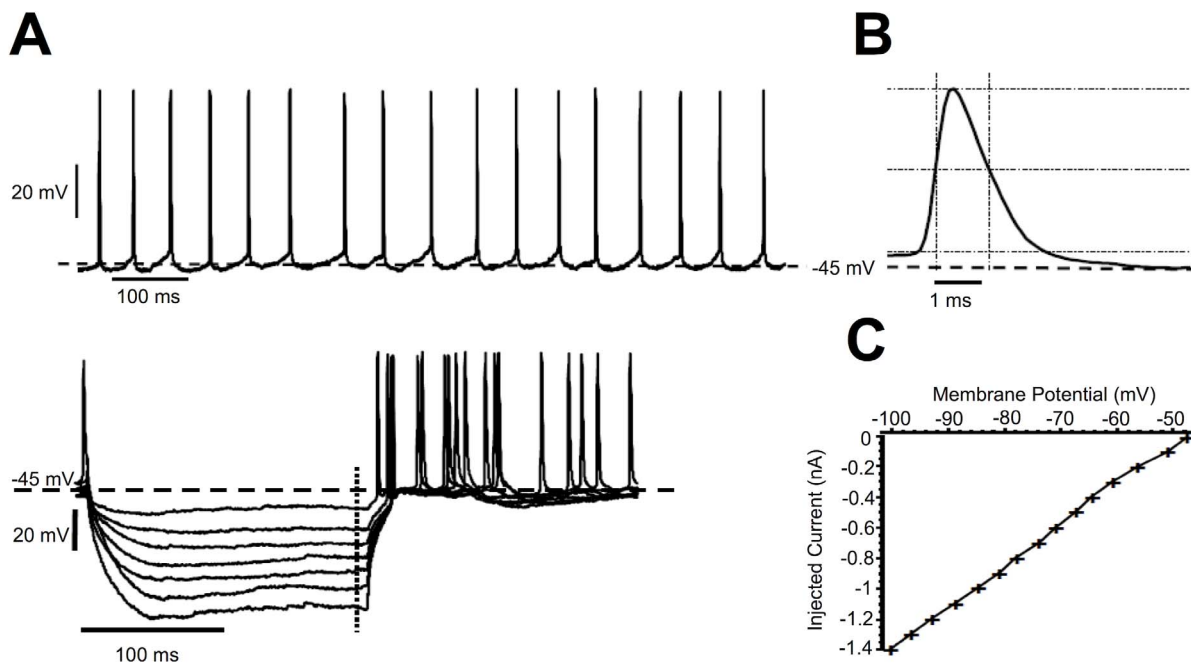 A
20 mV
100 ms
-45 mV
20 mV
100 ms
B
-45 mV
1 ms
C
Membrane Potential (mV)
-100 -90 -80 -70 -60 -50
Injected Current (nA)
0
-0.2
-0.4
-0.6
-0.8
-1
-1.2
-1.4